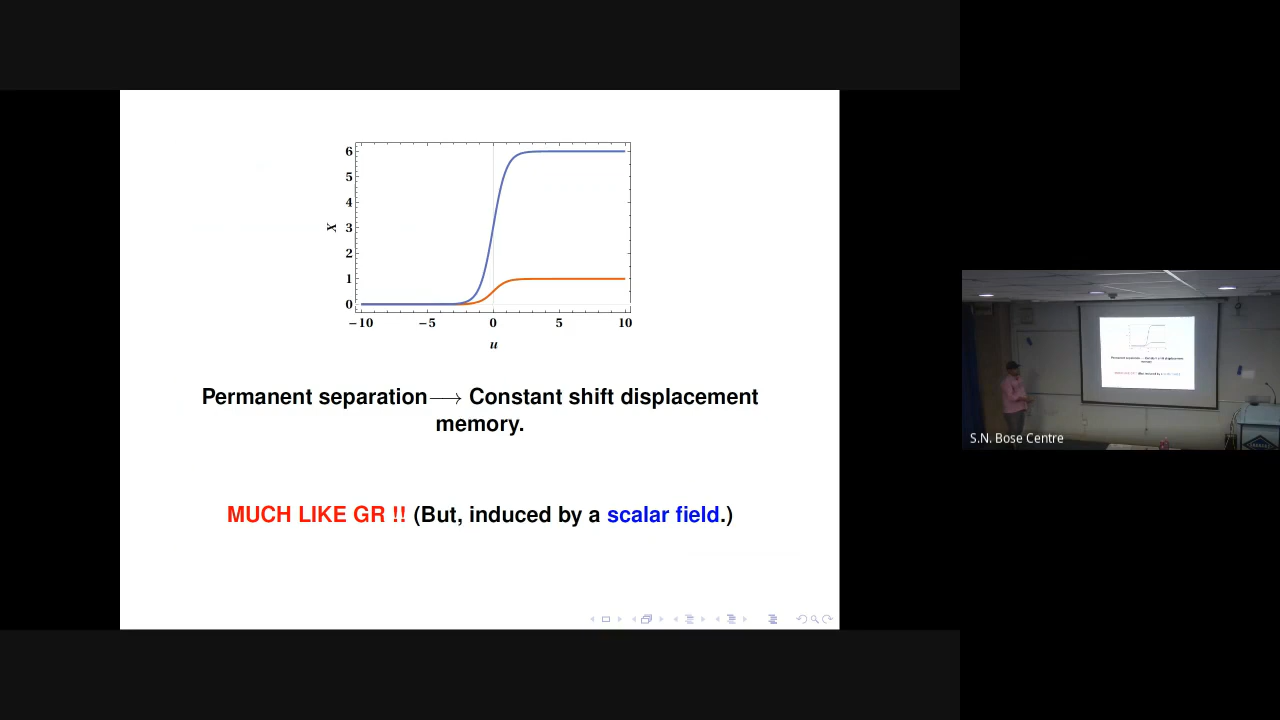 6
5
4
3
2
1
0
X
−10 −5 0 5 10
u
Permanent separation⟶ Constant shift displacement
memory.
MUCH LIKE GR !! (But, induced by a scalar field.)
S.N. Bose Centre